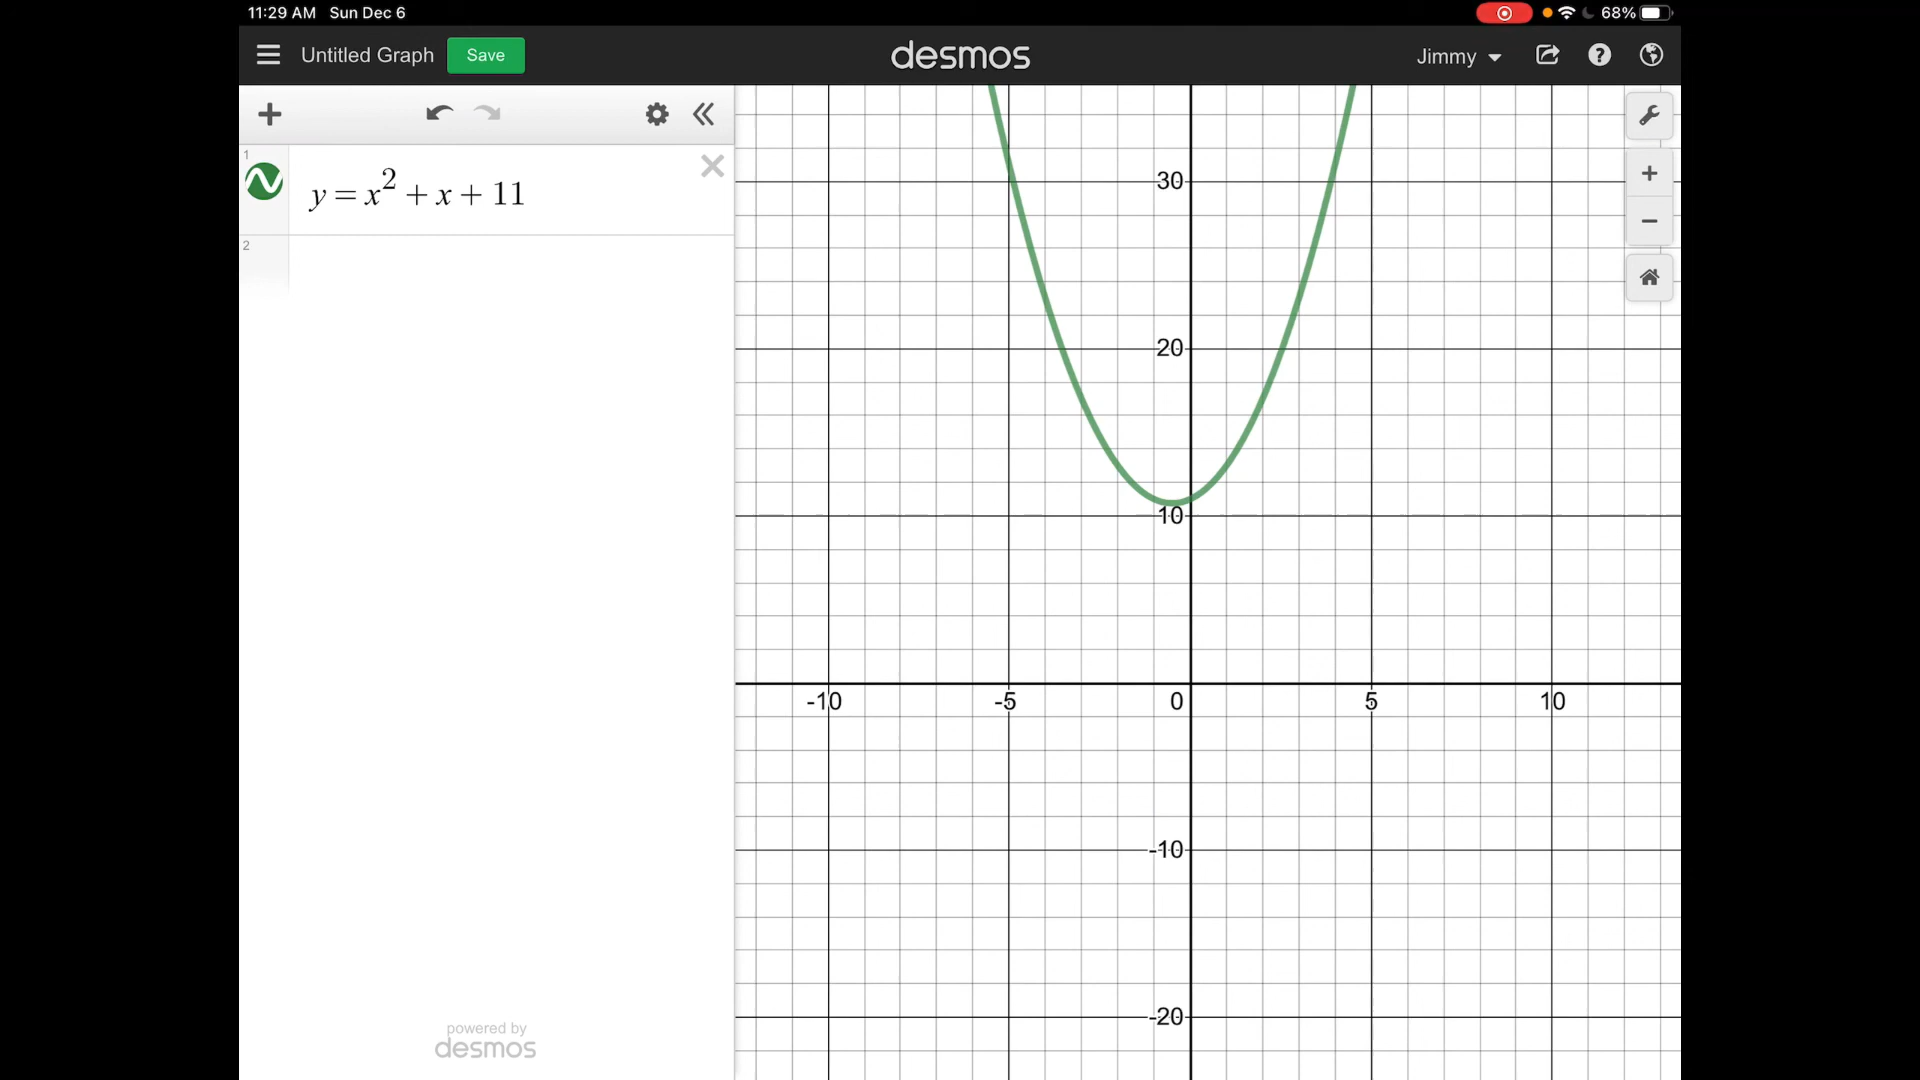 11:29 AM Sun Dec 6
68%
Untitled Graph
Save
desmos
Jimmy
1
y = x² + x + 11
2
30
20
10
-10
-5
0
5
10
-10
-20
powered by
desmos